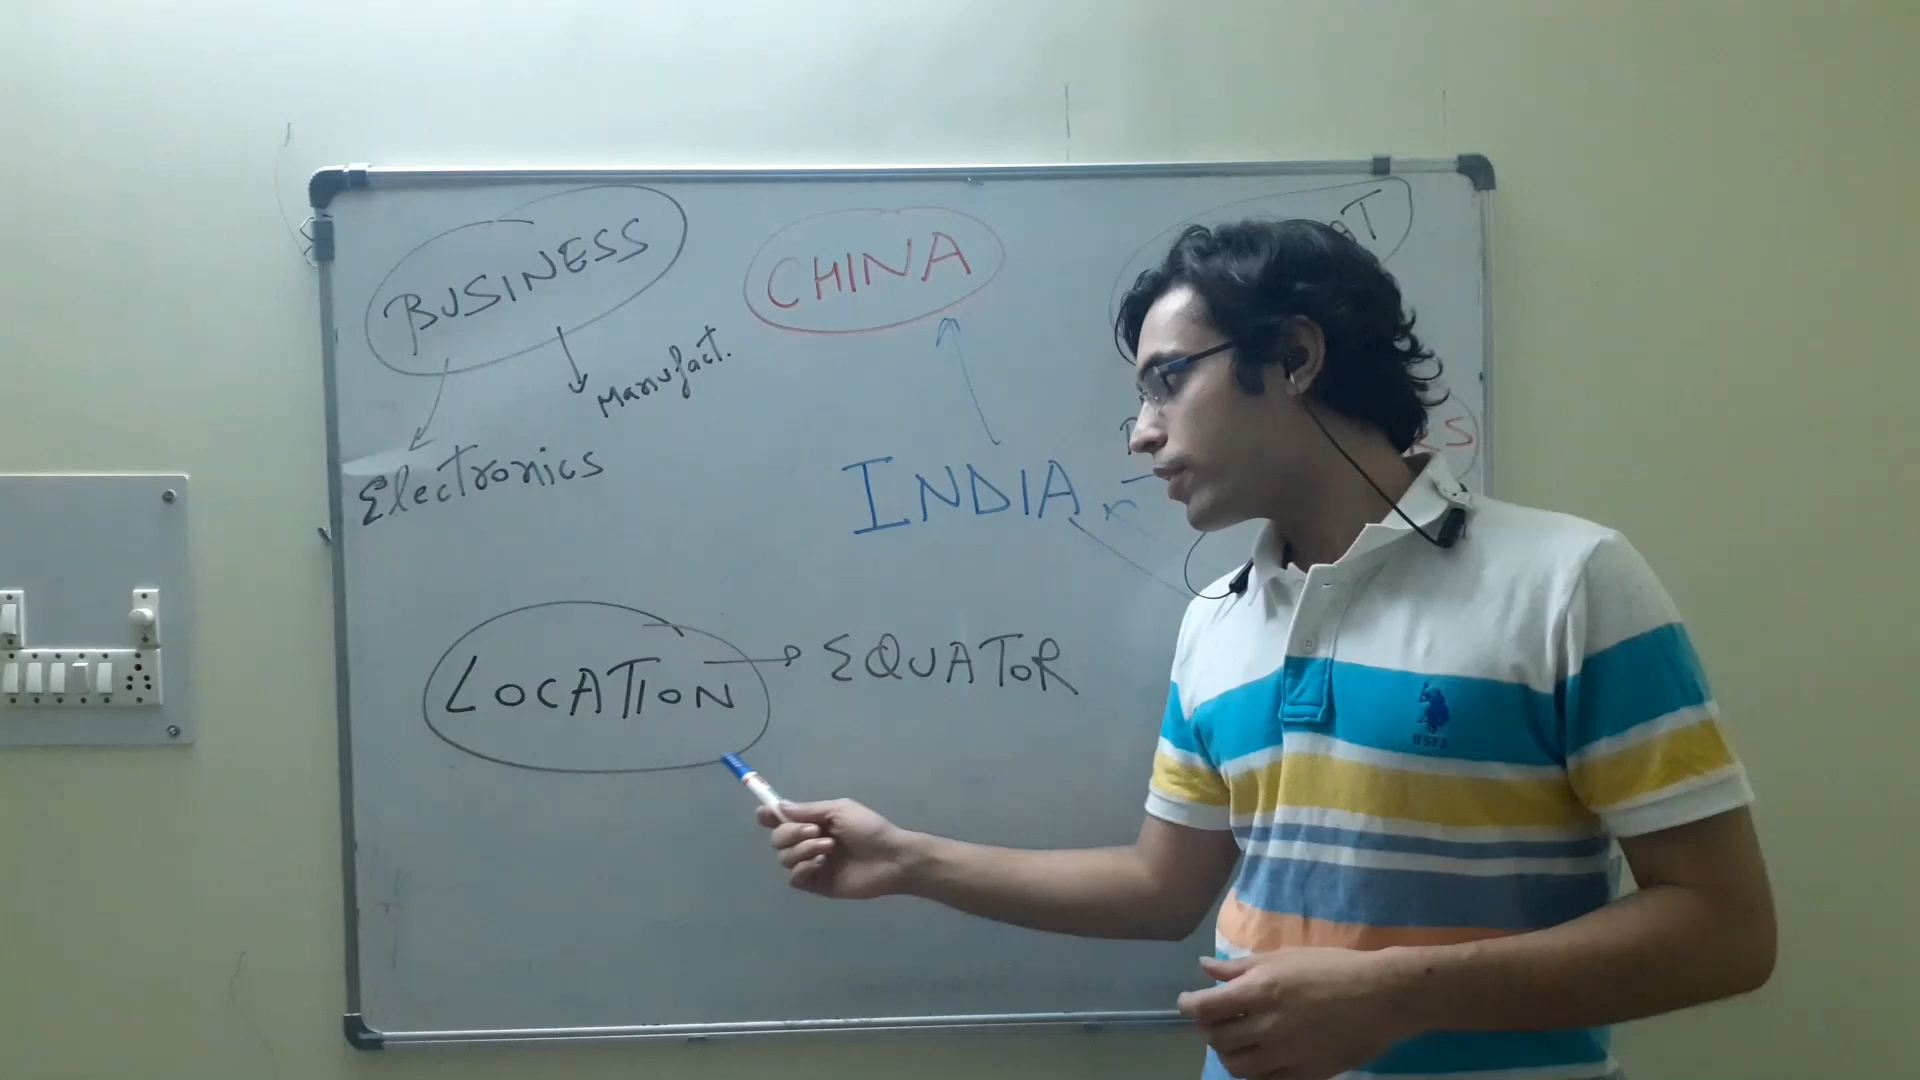 BUSINESS
CHINA
Manufact.
Electronics
INDIA
LOCATION → EQUATOR
USPA